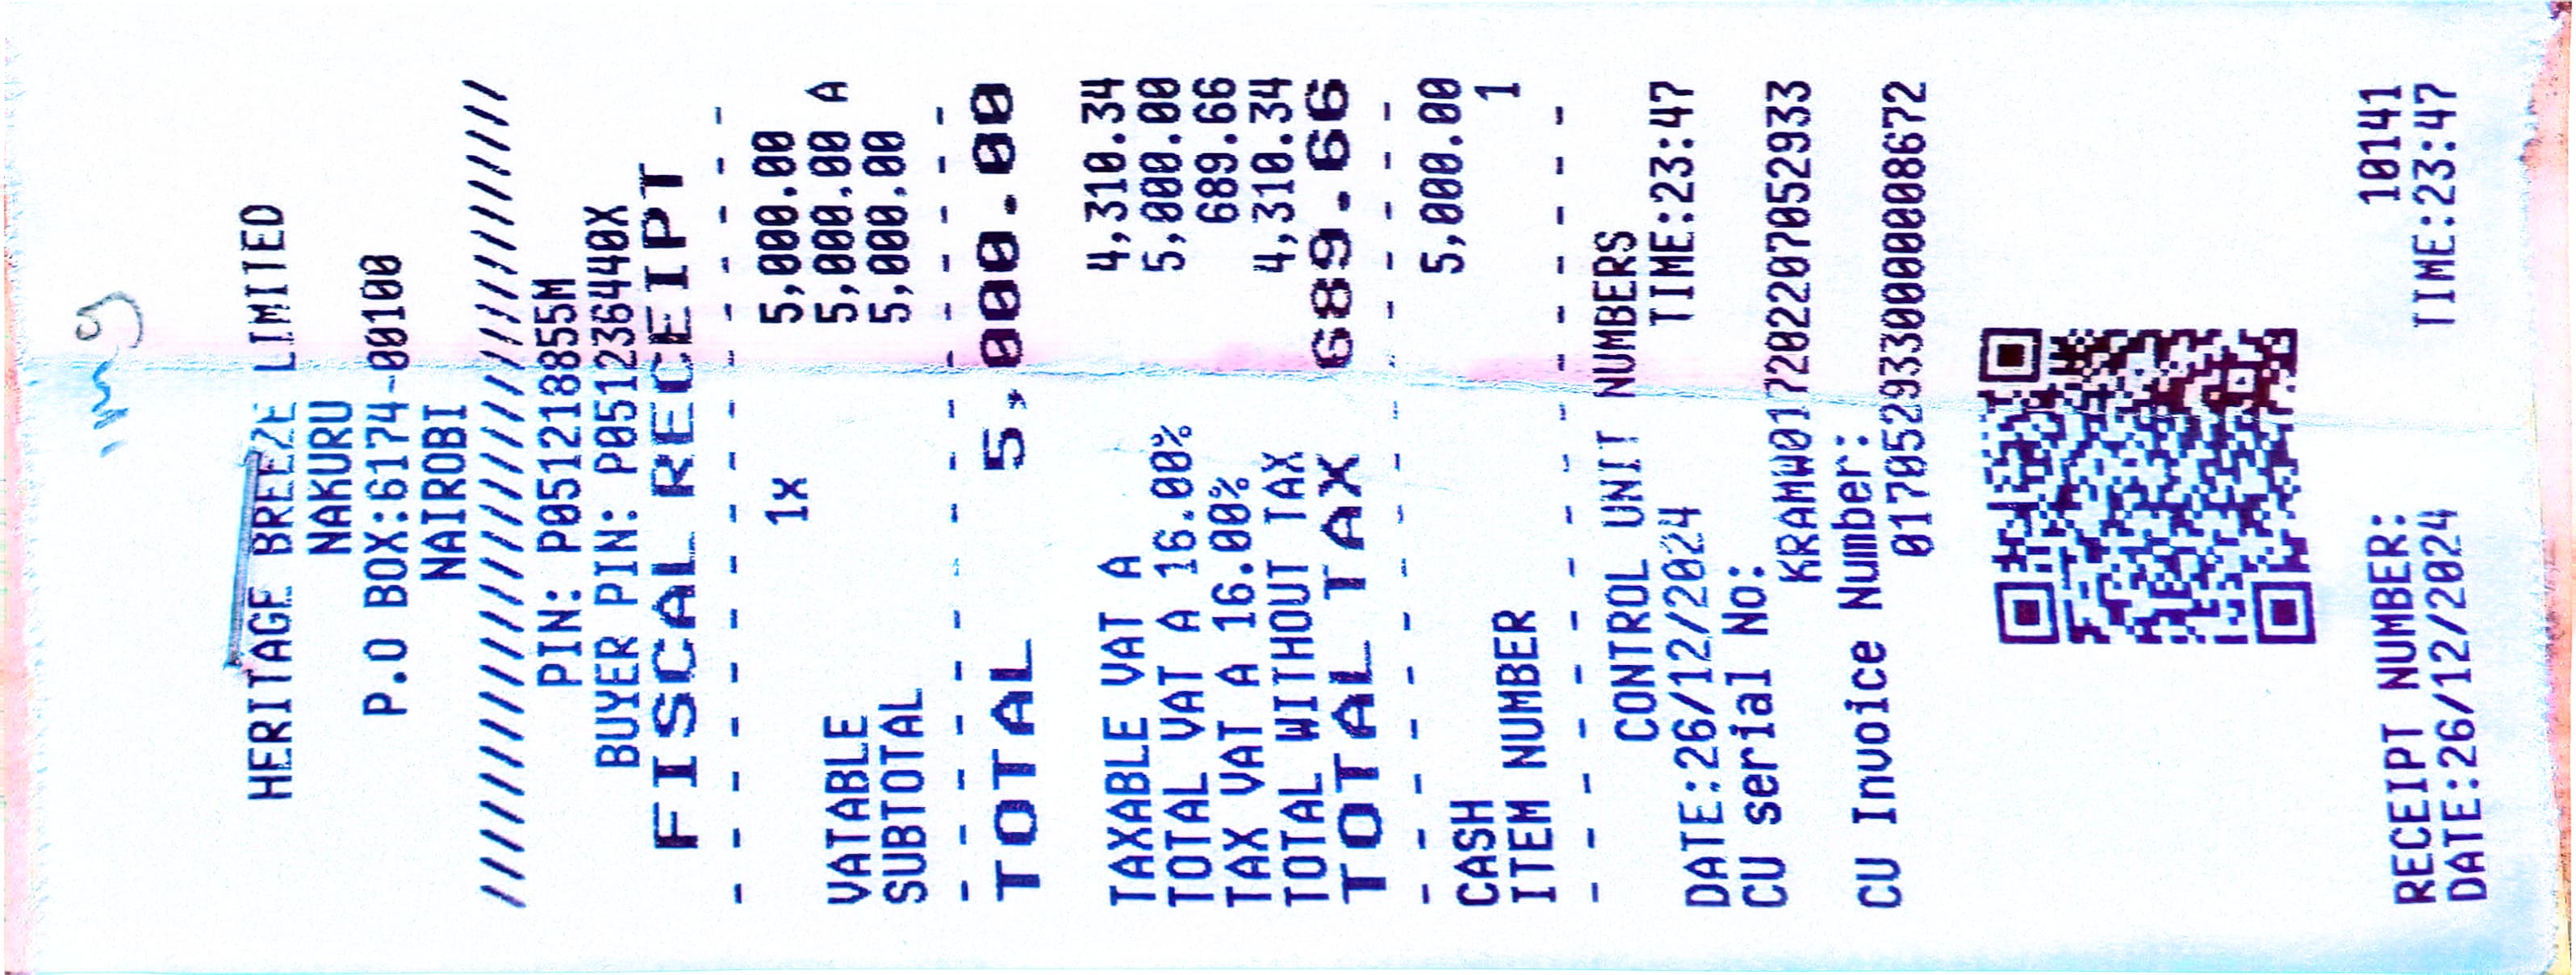 HERITAGE BREEZE LIMITED
NAKURU
P.O BOX:6174-00100
NAIROBI
//////////////////////////////
PIN: P051218855M
BUYER PIN: P051236440X
FISCAL RECEIPT
- - - - - - - - - - - - -
1x 5,000.00
VATABLE 5,000.00 A
SUBTOTAL 5,000.00
- - - - - - - - - - - - -
TOTAL 5,000.00
TAXABLE VAT A 4,310.34
TOTAL VAT A 16.00% 5,000.00
TAX VAT A 16.00% 689.66
TOTAL WITHOUT TAX 4,310.34
TOTAL TAX 689.66
- - - - - - - - - - - - -
CASH 5,000.00
ITEM NUMBER 1
- - - - - - - - - - - - -
CONTROL UNIT NUMBERS
DATE:26/12/2024 TIME:23:47
CU serial No:
KRAMW017202207052933
CU Invoice Number:
0170529330000008672
RECEIPT NUMBER: 10141
DATE:26/12/2024 TIME:23:47